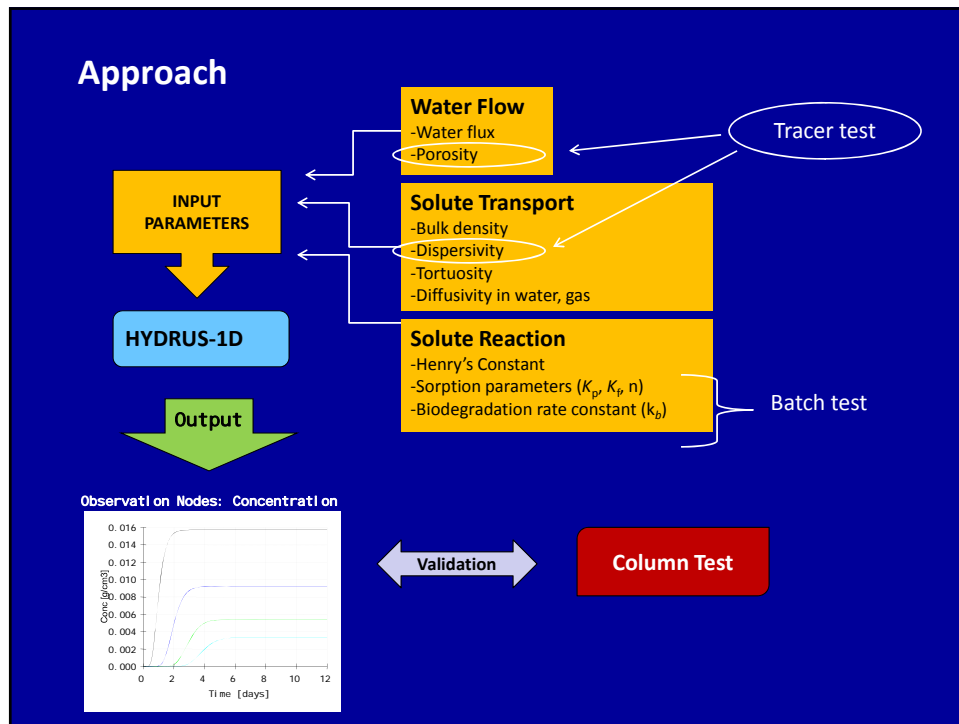 Approach
Water Flow
-Water flux
-Porosity
Tracer test
INPUT
PARAMETERS
Solute Transport
-Bulk density
-Dispersivity
-Tortuosity
-Diffusivity in water, gas
HYDRUS-1D
Solute Reaction
-Henry’s Constant
-Sorption parameters (Kp, Kf, n)
-Biodegradation rate constant (kb)
Batch test
Output
Observation Nodes: Concentration
Conc [g/cm3]
0.016
0.014
0.012
0.010
0.008
0.006
0.004
0.002
0.000
0 2 4 6 8 10 12
Time [days]
Validation
Column Test